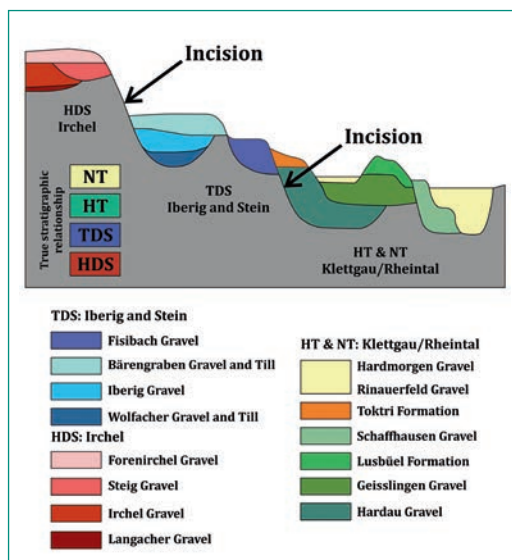 Incision
HDS
Irchel
Incision
TDS
Iberig and Stein
True stratigraphic
relationship
NT
HT
TDS
HDS
HT & NT
Klettgau/Rheintal
TDS: Iberig and Stein
Fisibach Gravel
Bärengraben Gravel and Till
Iberig Gravel
Wolfacher Gravel and Till
HDS: Irchel
Forenirchel Gravel
Steig Gravel
Irchel Gravel
Langacher Gravel
HT & NT: Klettgau/Rheintal
Hardmorgen Gravel
Rinauerfeld Gravel
Toktri Formation
Schaffhausen Gravel
Lusbüel Formation
Geisslingen Gravel
Hardau Gravel